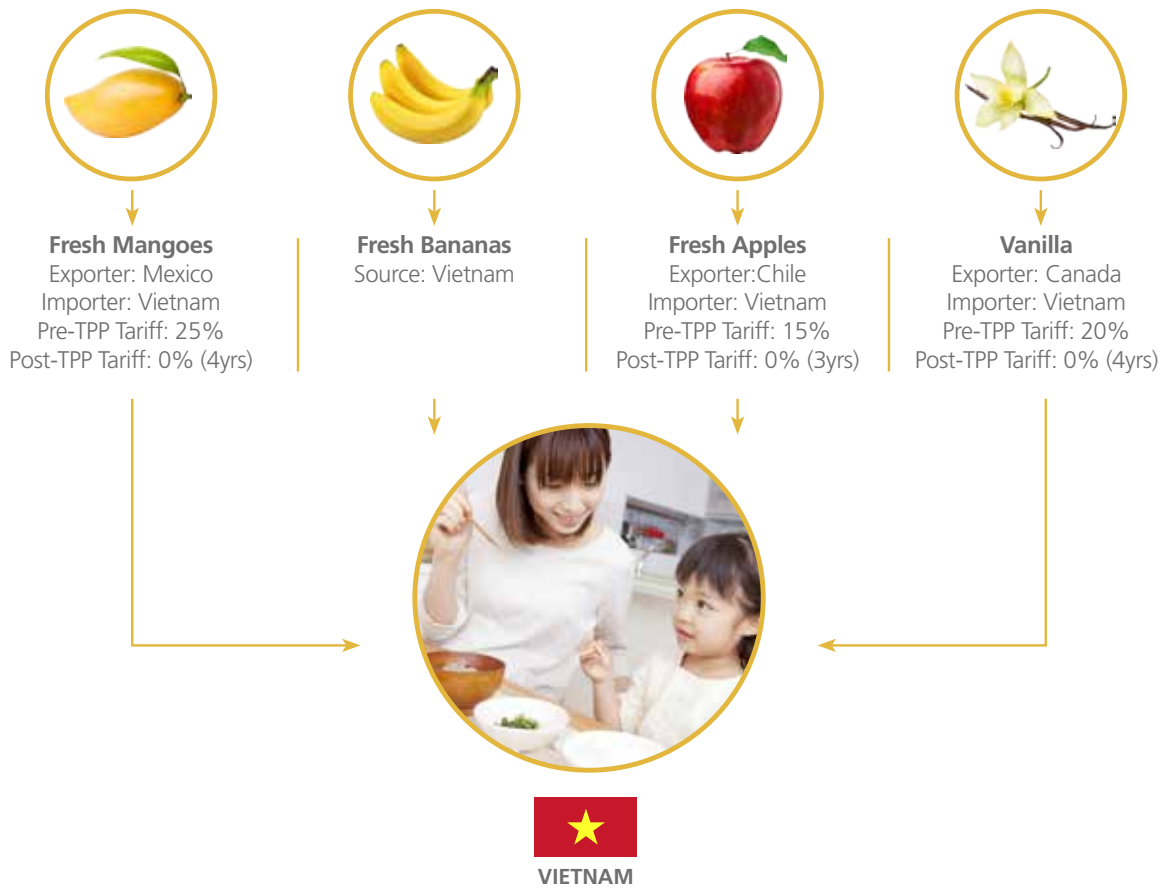 Fresh Mangoes
Exporter: Mexico
Importer: Vietnam
Pre-TPP Tariff: 25%
Post-TPP Tariff: 0% (4yrs)
Fresh Bananas
Source: Vietnam
Fresh Apples
Exporter:Chile
Importer: Vietnam
Pre-TPP Tariff: 15%
Post-TPP Tariff: 0% (3yrs)
Vanilla
Exporter: Canada
Importer: Vietnam
Pre-TPP Tariff: 20%
Post-TPP Tariff: 0% (4yrs)
VIETNAM